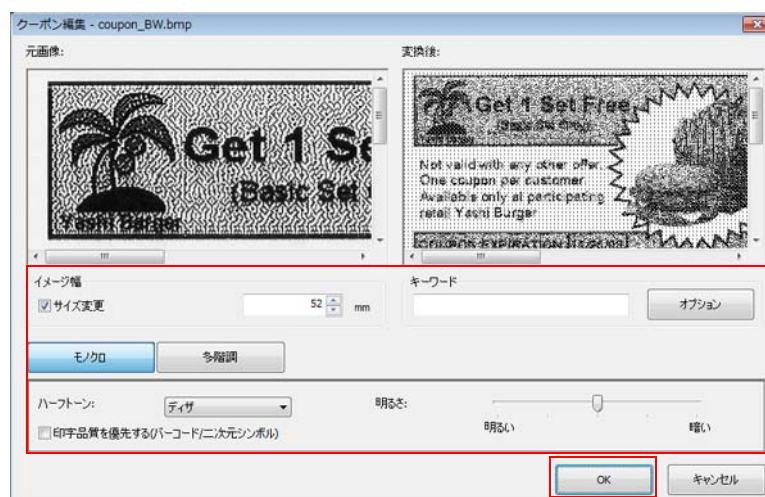 クーポン編集 - coupon_BW.bmp
元画像:
変換後:
Get 1 Se
(Basic Set
Yashi Burger
Get 1 Set Free
Not valid with any other offer.
One coupon per customer
Available only at participating
retail Yashi Burger
COUPON EXPIRATION
イメージ幅
サイズ変更
52
mm
キーワード
オプション
モノクロ
多階調
ハーフトーン:
ディザ
明るさ:
明るい
暗い
印字品質を優先する(バーコード/二次元シンボル)
OK
キャンセル